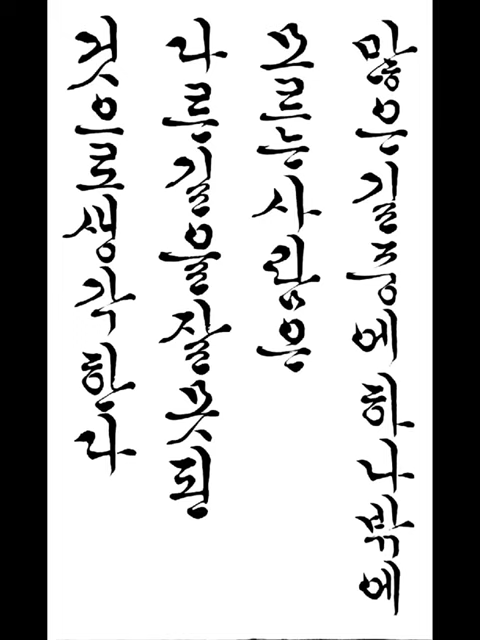 많은 길 중에 하나밖에
모르는 사람은
다른 길을 잘못된
것으로 생각한다